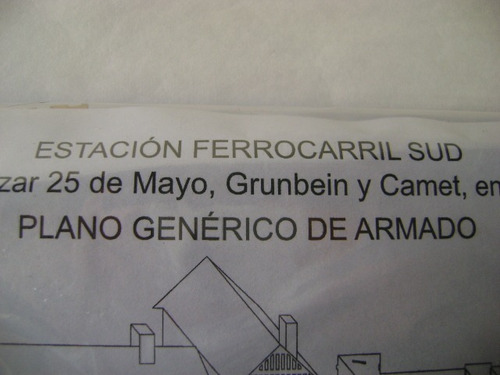 ESTACIÓN FERROCARRIL SUD
zar 25 de Mayo, Grunbein y Camet, en
PLANO GENÉRICO DE ARMADO